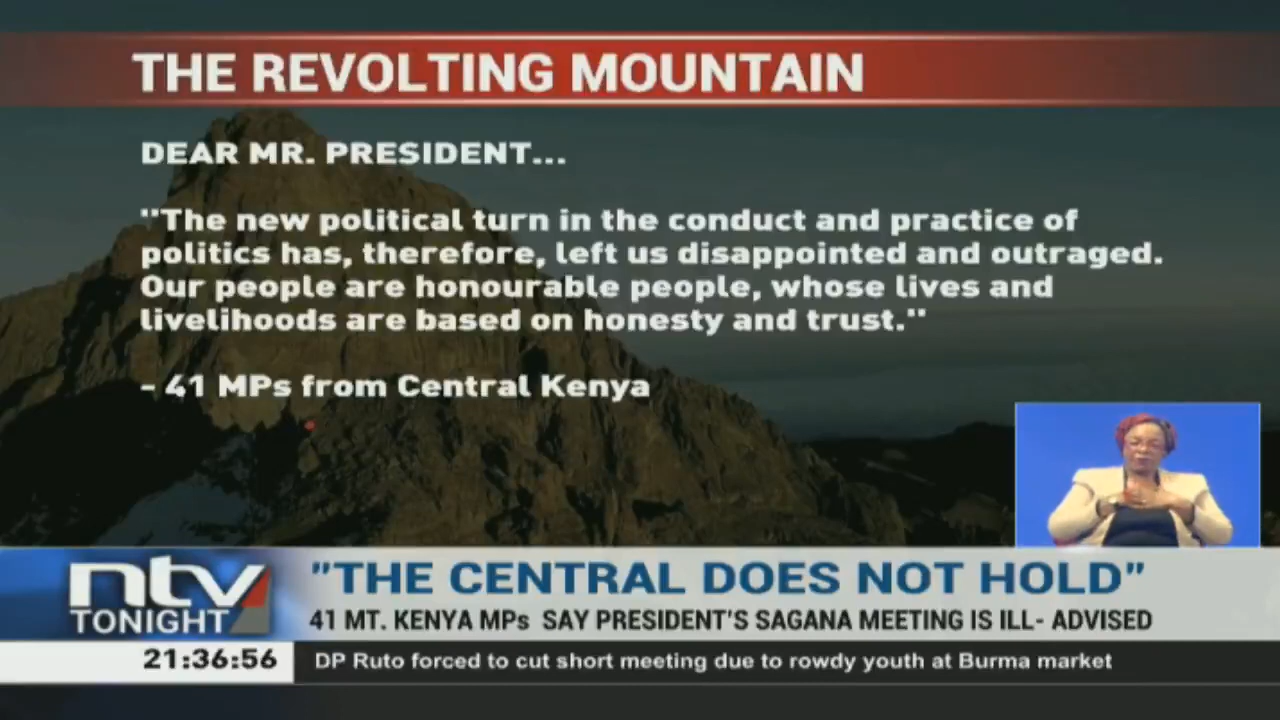 THE REVOLTING MOUNTAIN
DEAR MR. PRESIDENT...
"The new political turn in the conduct and practice of
politics has, therefore, left us disappointed and outraged.
Our people are honourable people, whose lives and
livelihoods are based on honesty and trust."
- 41 MPs from Central Kenya
ntv
TONIGHT
"THE CENTRAL DOES NOT HOLD"
41 MT. KENYA MPs SAY PRESIDENT'S SAGANA MEETING IS ILL- ADVISED
21:36:56
DP Ruto forced to cut short meeting due to rowdy youth at Burma market